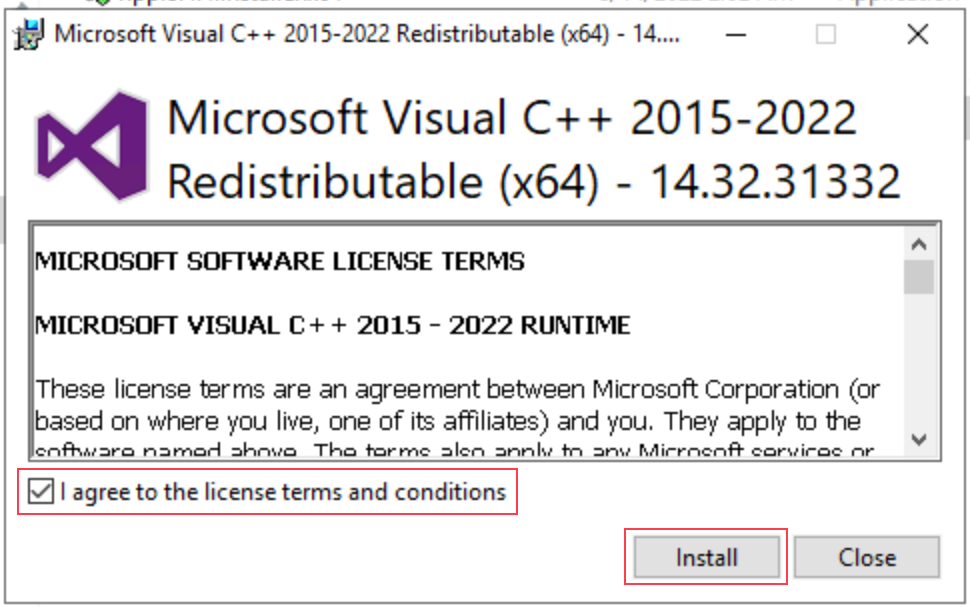 Microsoft Visual C++ 2015-2022 Redistributable (x64) - 14....
Microsoft Visual C++ 2015-2022
Redistributable (x64) - 14.32.31332
MICROSOFT SOFTWARE LICENSE TERMS
MICROSOFT VISUAL C++ 2015 - 2022 RUNTIME
These license terms are an agreement between Microsoft Corporation (or
based on where you live, one of its affiliates) and you. They apply to the
software named above. The terms also apply to any Microsoft services or
I agree to the license terms and conditions
Install
Close